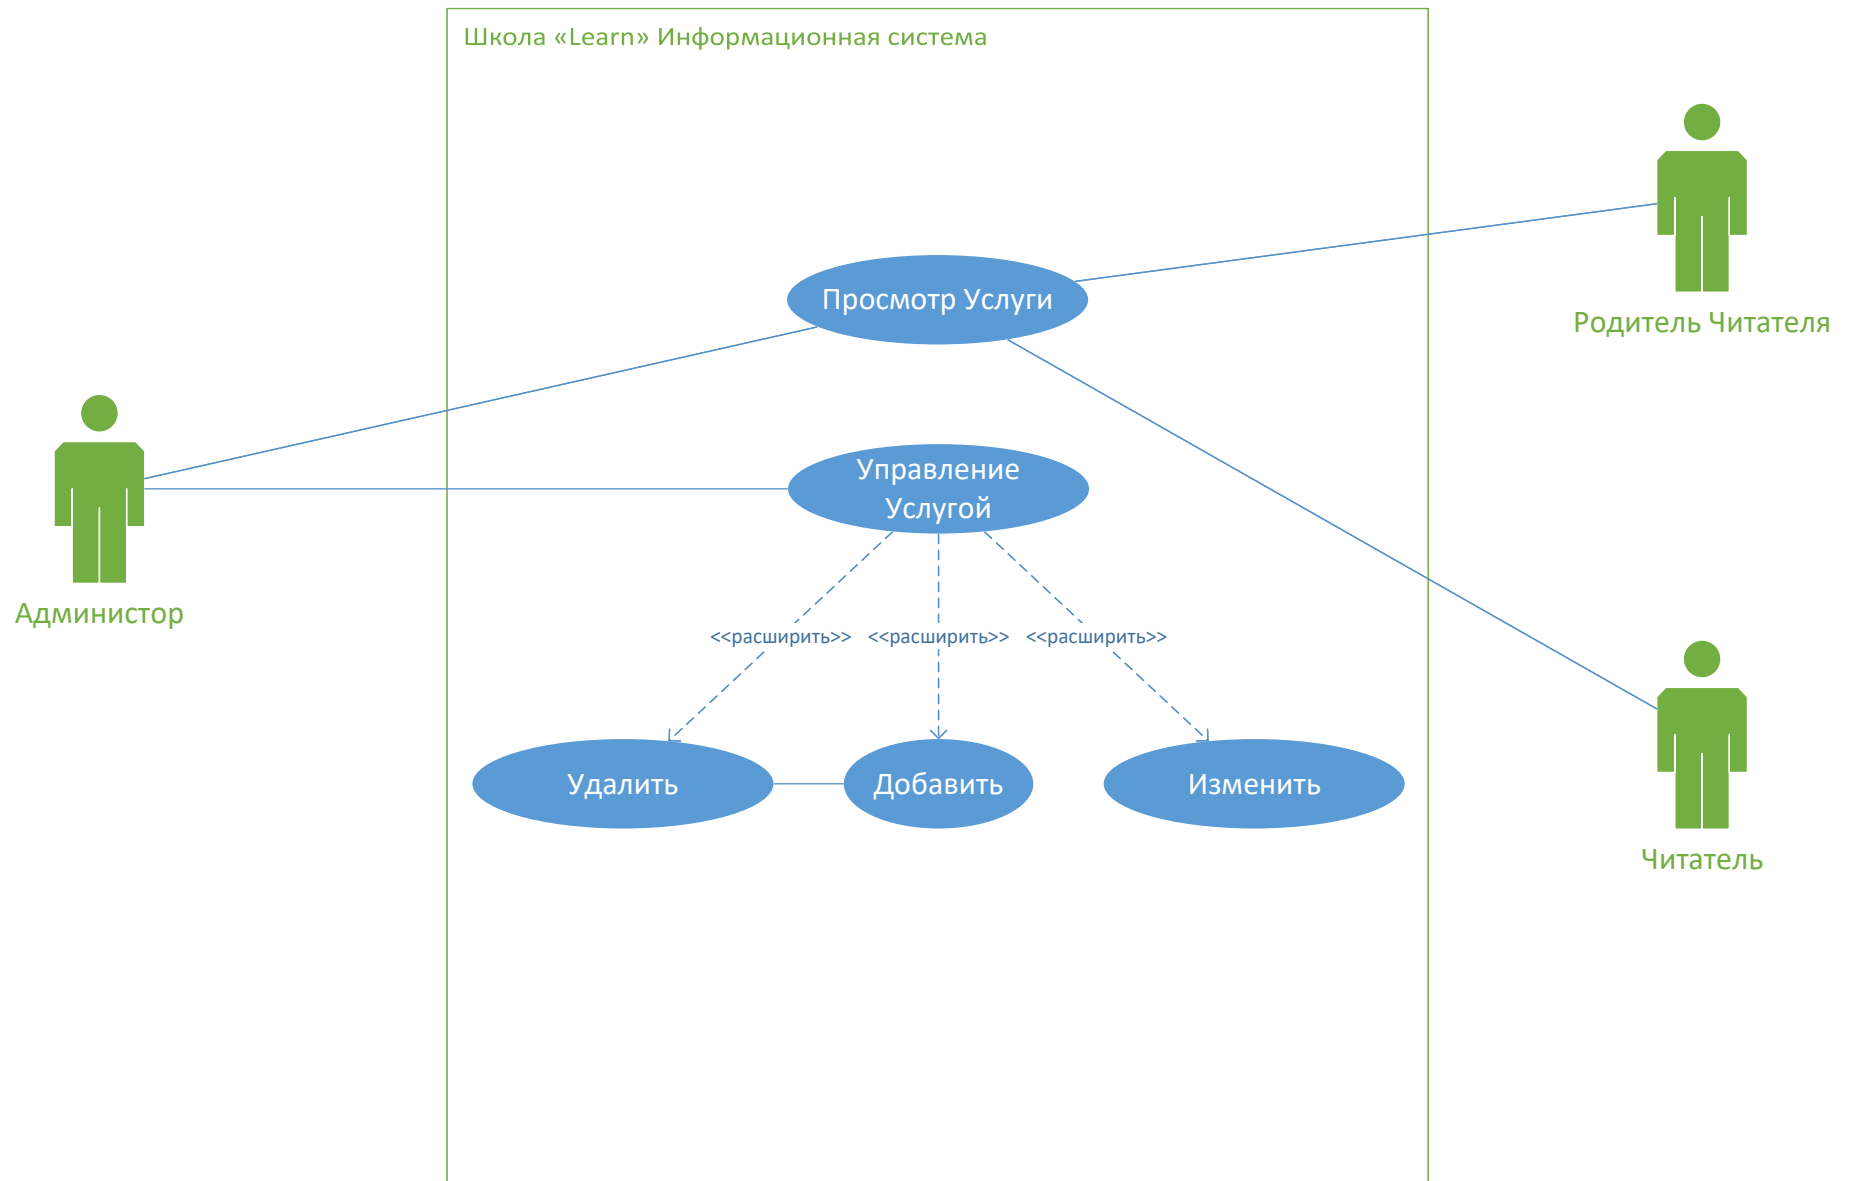 Школа «Learn» Информационная система
Просмотр Услуги
Родитель Читателя
Управление
Услугой
Администор
<<расширить>>
<<расширить>>
<<расширить>>
Удалить
Добавить
Изменить
Читатель